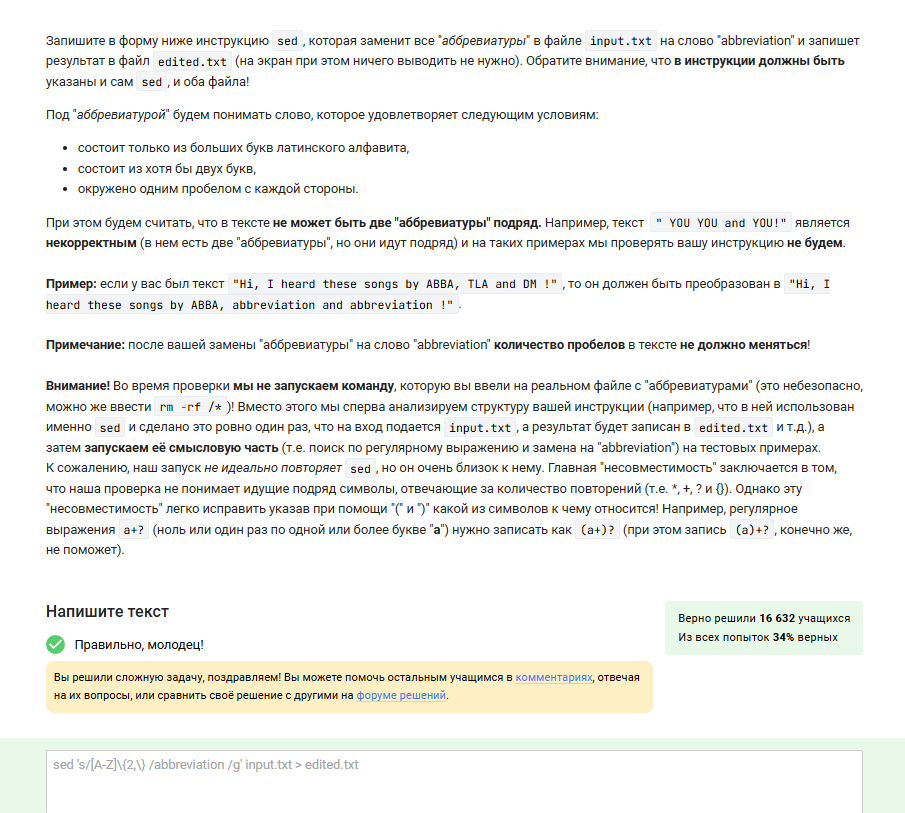 Запишите в форму ниже инструкцию sed, которая заменит все "аббревиатуры" в файле input.txt на слово "abbreviation" и запишет
результат в файл edited.txt (на экран при этом ничего выводить не нужно). Обратите внимание, что в инструкции должны быть
указаны и сам sed, и оба файла!
Под "аббревиатурой" будем понимать слово, которое удовлетворяет следующим условиям:
• состоит только из больших букв латинского алфавита,
• состоит из хотя бы двух букв,
• окружено одним пробелом с каждой стороны.
При этом будем считать, что в тексте не может быть две "аббревиатуры" подряд. Например, текст " YOU YOU and YOU!" является
некорректным (в нем есть две "аббревиатуры", но они идут подряд) и на таких примерах мы проверять вашу инструкцию не будем.
Пример: если у вас был текст "Hi, I heard these songs by ABBA, TLA and DM !", то он должен быть преобразован в "Hi, I
heard these songs by ABBA, abbreviation and abbreviation !".
Примечание: после вашей замены "аббревиатуры" на слово "abbreviation" количество пробелов в тексте не должно меняться!
Внимание! Во время проверки мы не запускаем команду, которую вы ввели на реальном файле с "аббревиатурами" (это небезопасно,
можно же ввести rm -rf /*)! Вместо этого мы сперва анализируем структуру вашей инструкции (например, что в ней использован
именно sed и сделано это ровно один раз, что на вход подается input.txt, а результат будет записан в edited.txt и т.д.), а
затем запускаем её смысловую часть (т.е. поиск по регулярному выражению и замена на "abbreviation") на тестовых примерах.
К сожалению, наш запуск не идеально повторяет sed, но он очень близок к нему. Главная "несовместимость" заключается в том,
что наша проверка не понимает идущие подряд символы, отвечающие за количество повторений (т.е. *, +, ? и {}). Однако эту
"несовместимость" легко исправить указав при помощи "(" и ")" какой из символов к чему относится! Например, регулярное
выражения a+? (ноль или один раз по одной или более букве "a") нужно записать как (a+)? (при этом запись (a)+?, конечно же,
не поможет).
Напишите текст
Верно решили 16 632 учащихся
Из всех попыток 34% верных
Правильно, молодец!
Вы решили сложную задачу, поздравляем! Вы можете помочь остальным учащимся в комментариях, отвечая
на их вопросы, или сравнить своё решение с другими на форуме решений.
sed 's/[A-Z]\{2,\} /abbreviation /g' input.txt > edited.txt